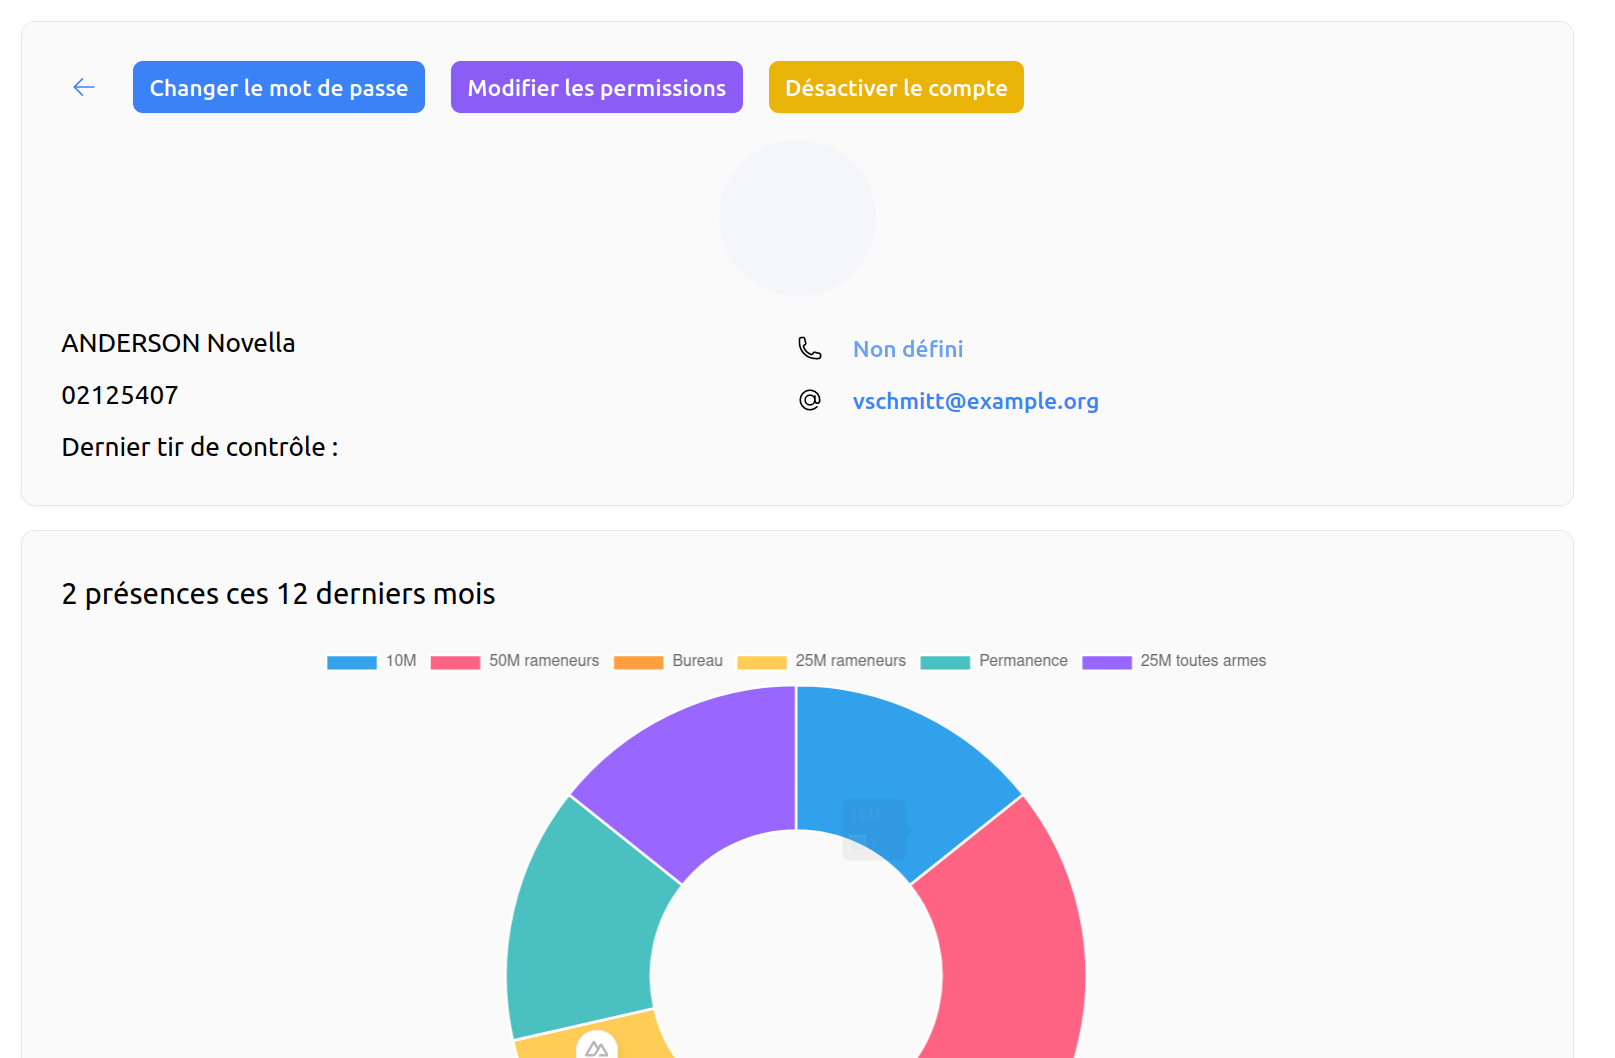 Changer le mot de passe Modifier les permissions Désactiver le compte
ANDERSON Novella
02125407
Dernier tir de contrôle :
Non défini
vschmitt@example.org
2 présences ces 12 derniers mois
10M 50M rameneurs Bureau 25M rameneurs Permanence 25M toutes armes
10M